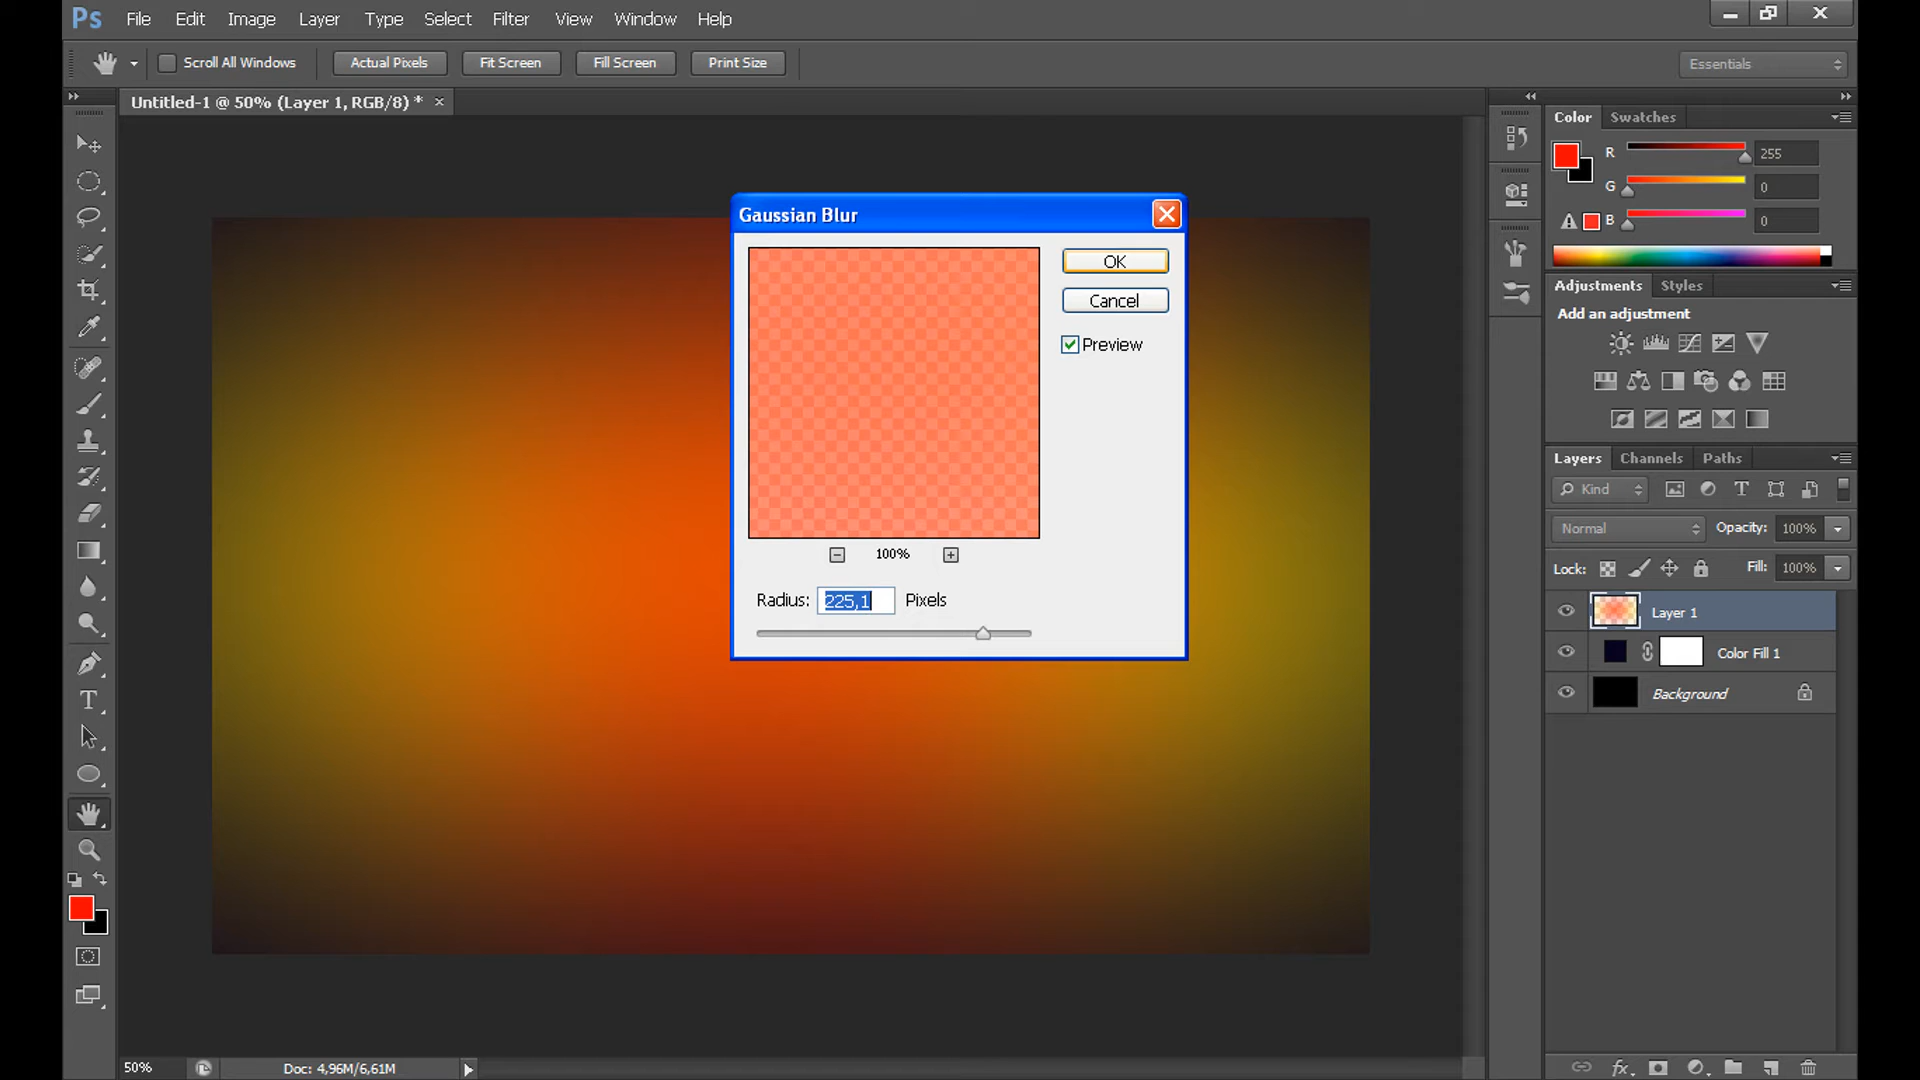 Ps File Edit Image Layer Type Select Filter View Window Help
Scroll All Windows Actual Pixels Fit Screen Fill Screen Print Size Essentials
Untitled-1 @ 50% (Layer 1, RGB/8) *
Color Swatches
R 255
G 0
B 0
Gaussian Blur
OK
Cancel
Preview
100%
Radius: 225,1 Pixels
Adjustments Styles
Add an adjustment
Layers Channels Paths
Kind
Normal Opacity: 100%
Lock: Fill: 100%
Layer 1
Color Fill 1
Background
T
50% Doc: 4,96M/6,61M
fx